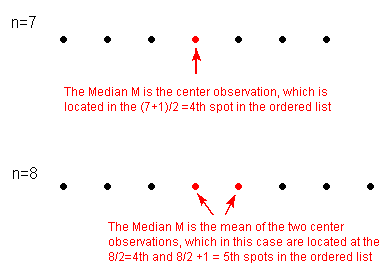 n=7
The Median M is the center observation, which is
located in the (7+1)/2 =4th spot in the ordered list
n=8
The Median M is the mean of the two center
observations, which in this case are located at the
8/2=4th and 8/2 +1 = 5th spots in the ordered list